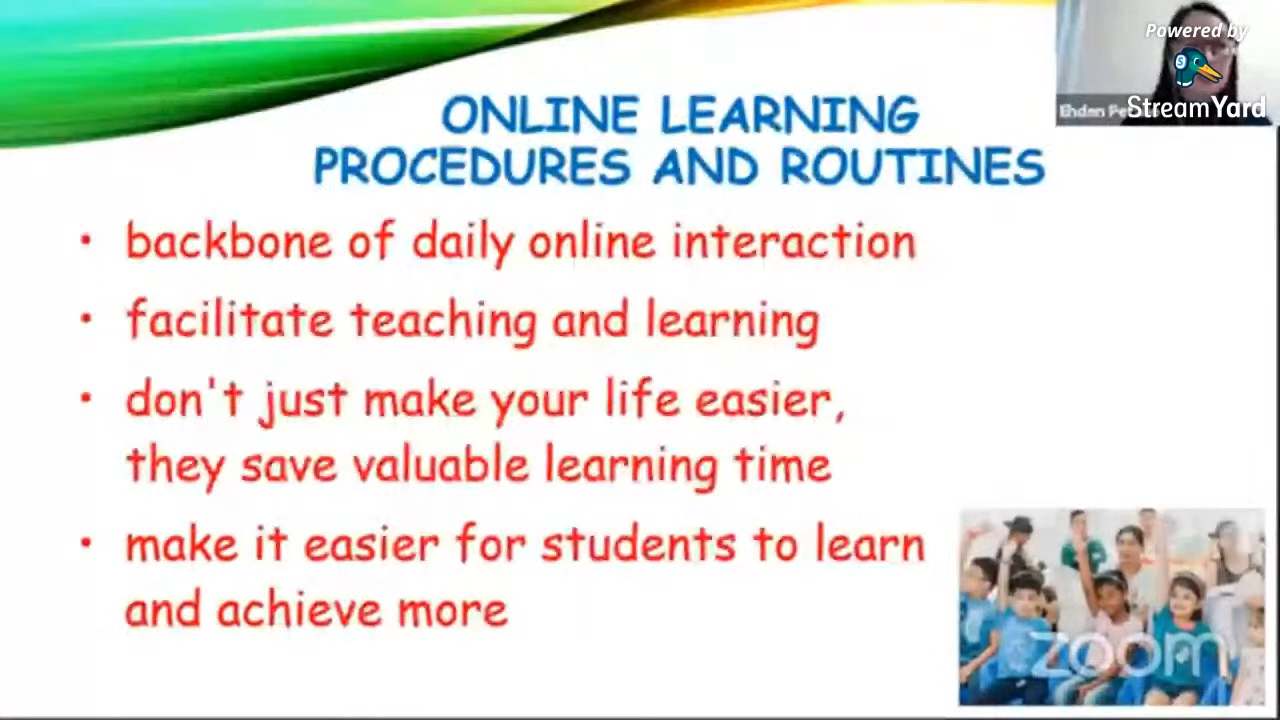 Powered by
StreamYard
Ehden
ONLINE LEARNING
PROCEDURES AND ROUTINES
• backbone of daily online interaction
• facilitate teaching and learning
• don't just make your life easier,
they save valuable learning time
• make it easier for students to learn
and achieve more
zoom